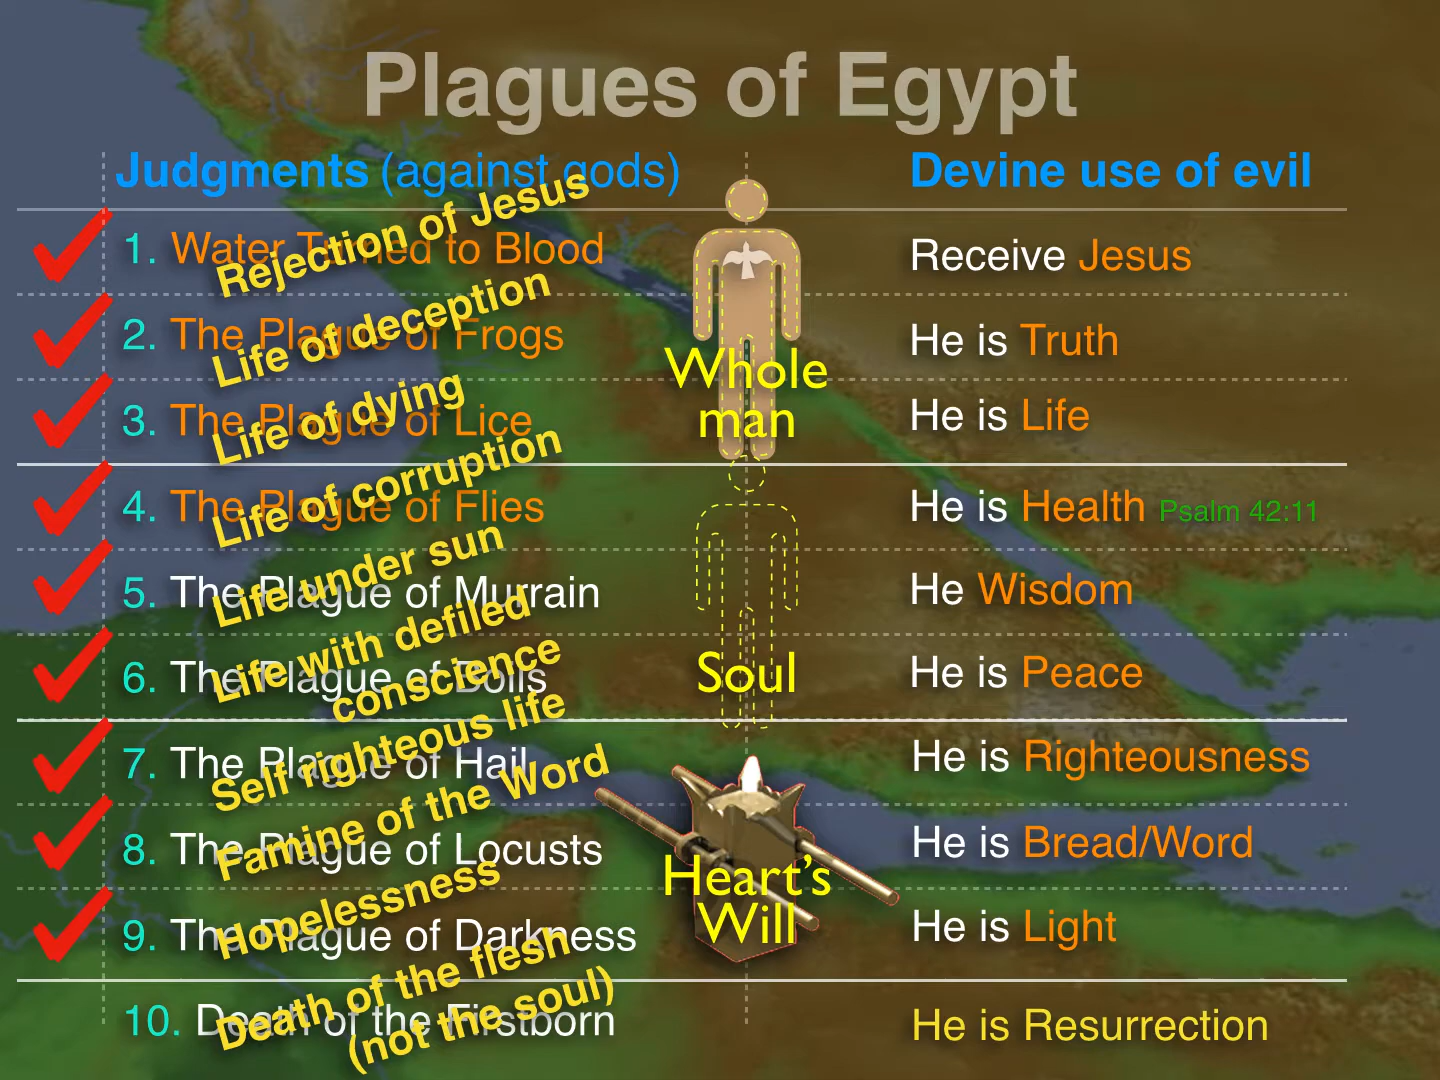 Plagues of Egypt
Judgments (against gods)
Devine use of evil
1. Water Turned to Blood
Rejection of Jesus
Receive Jesus
2. The Plague of Frogs
Life of deception
He is Truth
3. The Plague of Lice
Life of dying
He is Life
Whole
man
4. The Plague of Flies
Life of corruption
He is Health Psalm 42:11
5. The Plague of Murrain
Life under sun
He Wisdom
6. The Plague of Boils
Life with defiled
conscience
He is Peace
Soul
7. The Plague of Hail
Self righteous life
He is Righteousness
8. The Plague of Locusts
Famine of the Word
He is Bread/Word
9. The Plague of Darkness
Hopelessness
He is Light
Heart's
Will
10. Death of the Firstborn
Death of the flesh
(not the soul)
He is Resurrection